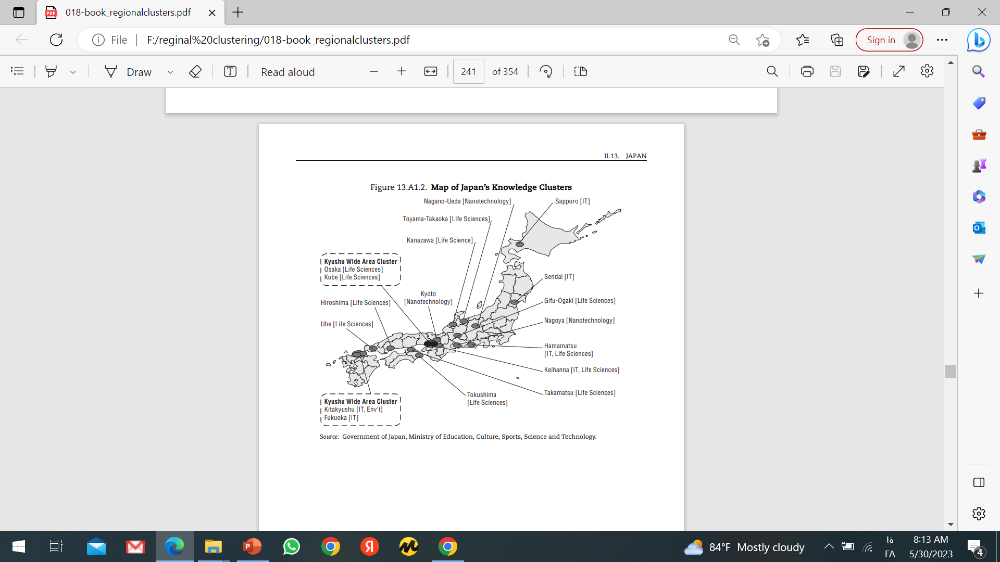 018-book_regionalclusters.pdf
File
F:/reginal%20clustering/018-book_regionalclusters.pdf
Sign in
Draw
Read aloud
241
of 354
II.13. JAPAN
Figure 13.A1.2. Map of Japan's Knowledge Clusters
Nagano-Ueda [Nanotechnology]
Sapporo [IT]
Toyama-Takaoka [Life Sciences]
Kanazawa [Life Science]
Kyushu Wide Area Cluster
Osaka [Life Sciences]
Kobe [Life Sciences]
Sendai [IT]
Kyoto
[Nanotechnology]
Hiroshima [Life Sciences]
Gifu-Ogaki [Life Sciences]
Ube [Life Sciences]
Nagoya [Nanotechnology]
Hamamatsu
[IT, Life Sciences]
Keihanna [IT, Life Sciences]
Takamatsu [Life Sciences]
Tokushima
[Life Sciences]
Kyushu Wide Area Cluster
Kitakyushu [IT, Env't]
Fukuoka [IT]
Source: Government of Japan, Ministry of Education, Culture, Sports, Science and Technology.
84°F Mostly cloudy
فا
FA
8:13 AM
5/30/2023
4